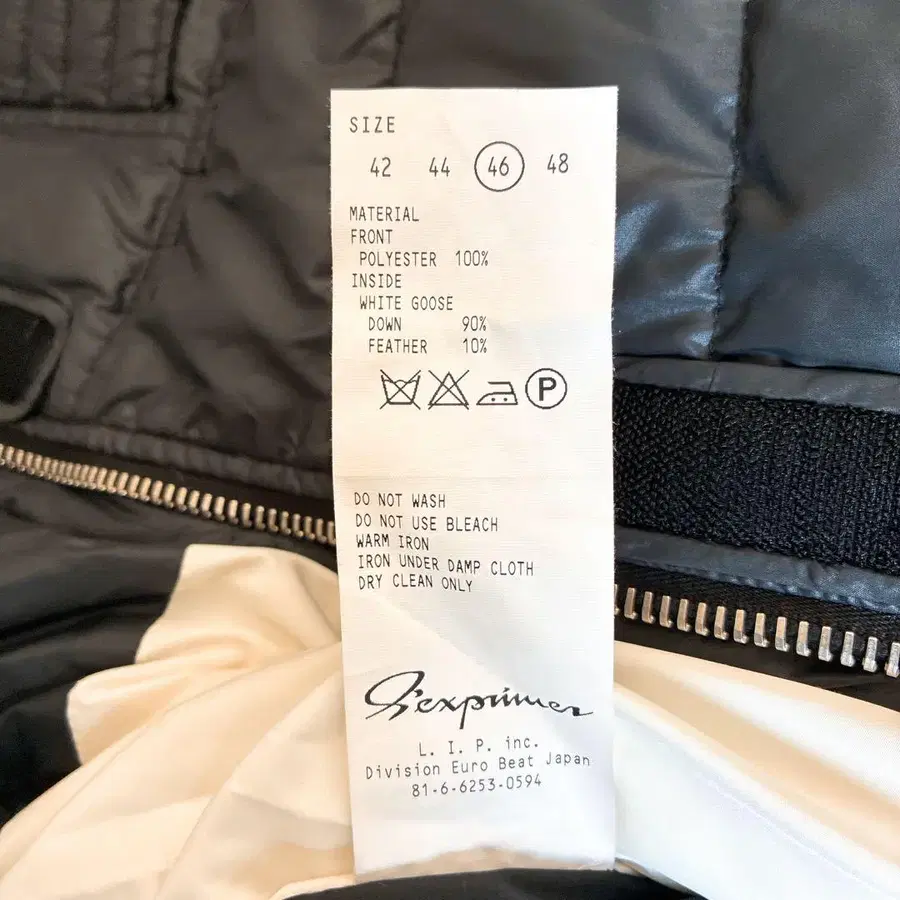 SIZE
42 44 46 48
MATERIAL
FRONT
POLYESTER 100%
INSIDE
WHITE GOOSE
DOWN 90%
FEATHER 10%
P
DO NOT WASH
DO NOT USE BLEACH
WARM IRON
IRON UNDER DAMP CLOTH
DRY CLEAN ONLY
S'exprimer
L. I. P. inc.
Division Euro Beat Japan
81-6-6253-0594